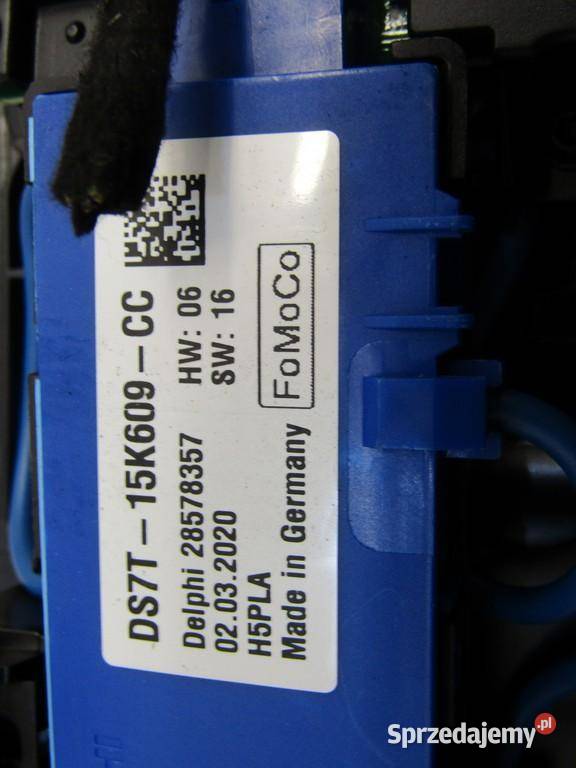 DS7T-15K609-CC
Delphi 28578357 HW: 06
02.03.2020 SW: 16
H5PLA
Made in Germany FoMoCo
Sprzedajemy.pl